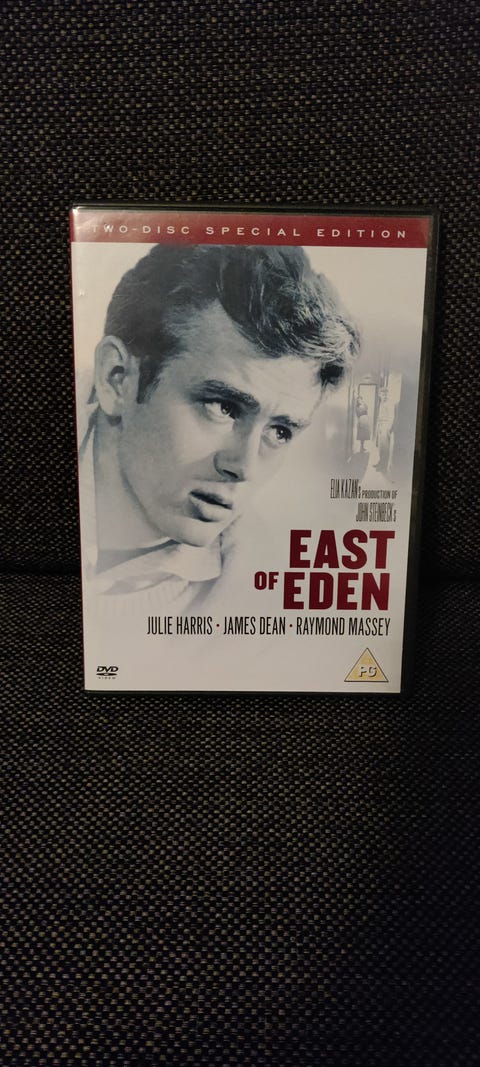 TWO-DISC SPECIAL EDITION
ELIA KAZAN's PRODUCTION OF
JOHN STEINBECK's
EAST
OF EDEN
JULIE HARRIS · JAMES DEAN · RAYMOND MASSEY
DVD
VIDEO
PG